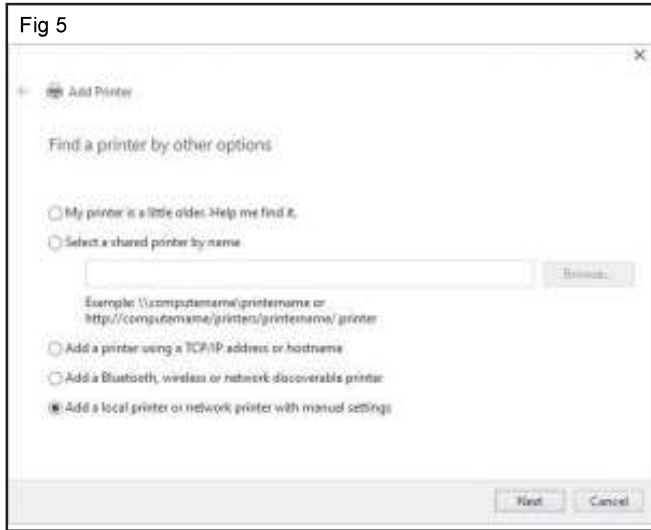 Fig 5
Add Printer
Find a printer by other options
My printer is a little older. Help me find it.
Select a shared printer by name
Browse...
Example: \\computername\printername or
http://computername/printers/printername/.printer
Add a printer using a TCP/IP address or hostname
Add a Bluetooth, wireless or network discoverable printer
Add a local printer or network printer with manual settings
Next
Cancel